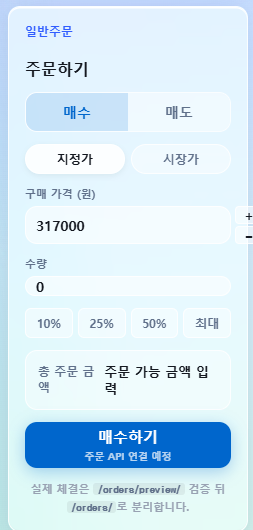 일반주문
주문하기
매수 매도
지정가 시장가
구매 가격 (원)
317000 +
−
수량
0
10% 25% 50% 최대
총 주문 금 주문 가능 금액 입
액 력
매수하기
주문 API 연결 예정
실제 체결은 /orders/preview/ 검증 뒤
/orders/ 로 분리합니다.